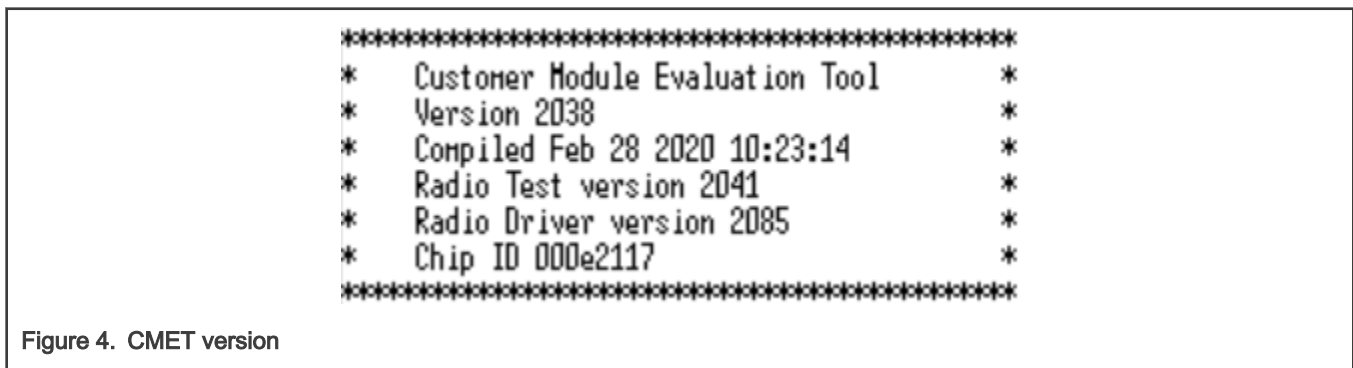 *********************************************
* Customer Module Evaluation Tool *
* Version 2038 *
* Compiled Feb 28 2020 10:23:14 *
* Radio Test version 2041 *
* Radio Driver version 2085 *
* Chip ID 000e2117 *
*********************************************
Figure 4. CMET version